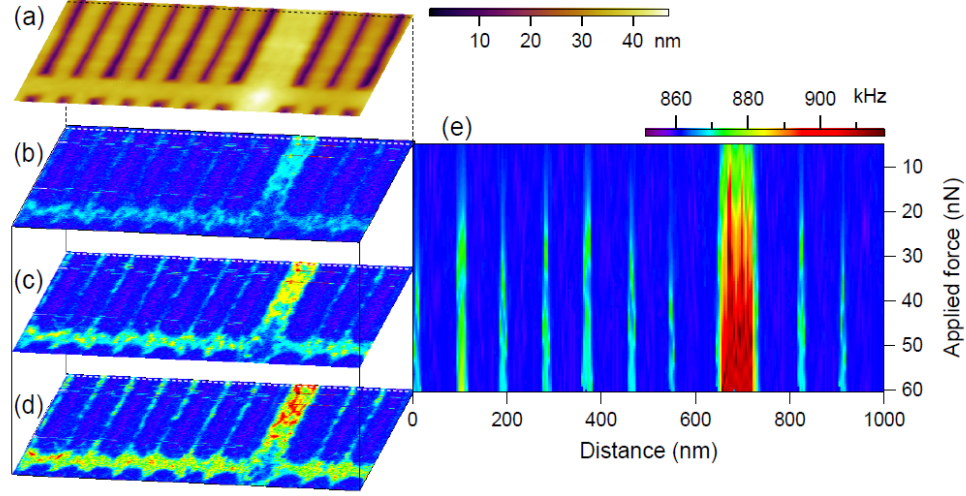 (a)
10 20 30 40 nm
860 880 900 kHz
(b)
(e)
10
20
30
40
50
60
Applied force (nN)
(c)
(d)
0 200 400 600 800 1000
Distance (nm)